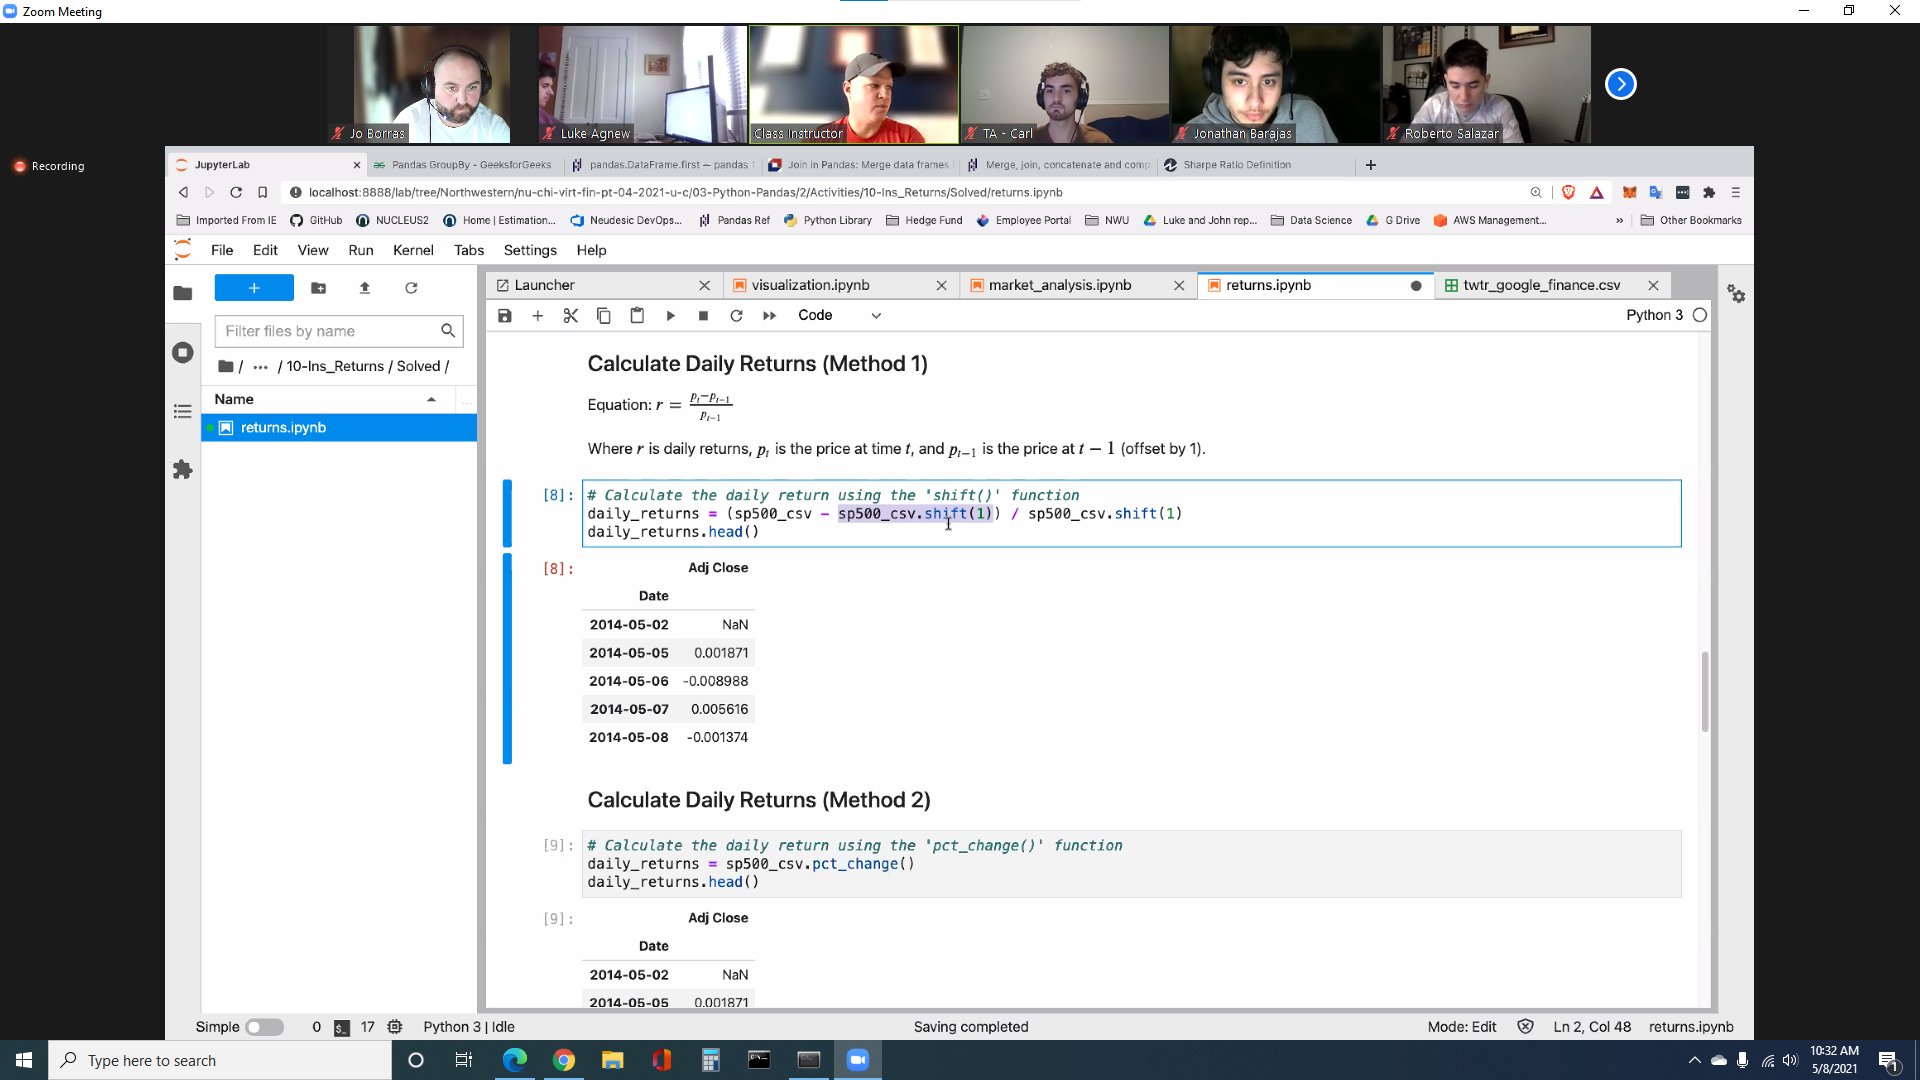 Zoom Meeting
Jo Borras
Luke Agnew
Class Instructor
TA - Carl
Jonathan Barajas
Roberto Salazar
Recording
JupyterLab
Pandas GroupBy - GeeksforGeeks
pandas.DataFrame.first — pandas
Join in Pandas: Merge data frames
Merge, join, concatenate and comp
Sharpe Ratio Definition
localhost:8888/lab/tree/Northwestern/nu-chi-virt-fin-pt-04-2021-u-c/03-Python-Pandas/2/Activities/10-Ins_Returns/Solved/returns.ipynb
Imported From IE
GitHub
NUCLEUS2
Home | Estimation...
Neudesic DevOps...
Pandas Ref
Python Library
Hedge Fund
Employee Portal
NWU
Luke and John rep...
Data Science
G Drive
AWS Management...
»
Other Bookmarks
File Edit View Run Kernel Tabs Settings Help
Launcher
visualization.ipynb
market_analysis.ipynb
returns.ipynb
twtr_google_finance.csv
Code
Python 3
Filter files by name
/ ··· / 10-Ins_Returns / Solved /
Name
returns.ipynb
Calculate Daily Returns (Method 1)
Equation: r = (p_t − p_{t−1}) / p_{t−1}
Where r is daily returns, p_t is the price at time t, and p_{t−1} is the price at t − 1 (offset by 1).
[8]: # Calculate the daily return using the 'shift()' function
daily_returns = (sp500_csv - sp500_csv.shift(1)) / sp500_csv.shift(1)
daily_returns.head()
[8]: Adj Close
Date
2014-05-02 NaN
2014-05-05 0.001871
2014-05-06 -0.008988
2014-05-07 0.005616
2014-05-08 -0.001374
Calculate Daily Returns (Method 2)
[9]: # Calculate the daily return using the 'pct_change()' function
daily_returns = sp500_csv.pct_change()
daily_returns.head()
[9]: Adj Close
Date
2014-05-02 NaN
2014-05-05 0.001871
Simple 0 $_ 17 Python 3 | Idle
Saving completed
Mode: Edit
Ln 2, Col 48
returns.ipynb
Type here to search
10:32 AM
5/8/2021
1